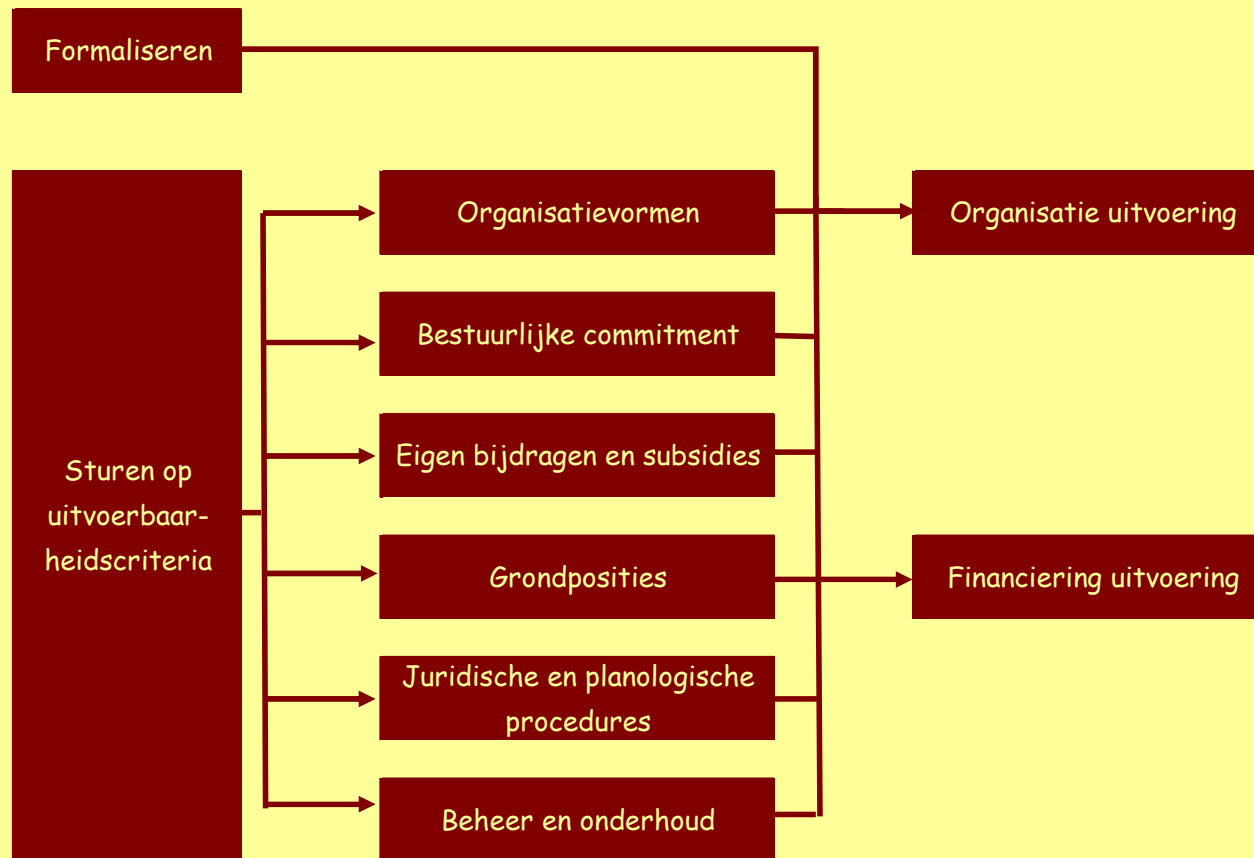 Formaliseren
Sturen op
uitvoerbaar-
heidscriteria
Organisatievormen
Bestuurlijke commitment
Eigen bijdragen en subsidies
Grondposities
Juridische en planologische
procedures
Beheer en onderhoud
Organisatie uitvoering
Financiering uitvoering